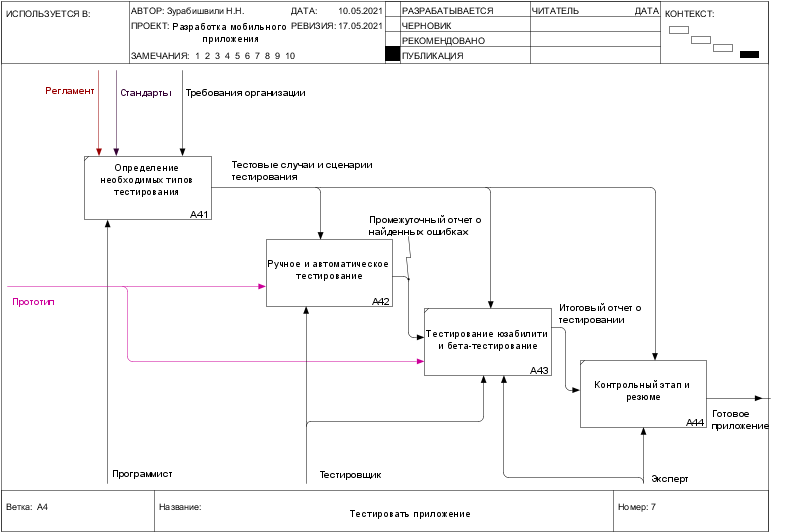 ИСПОЛЬЗУЕТСЯ В:
АВТОР: Зурабишвили Н.Н.
ДАТА: 10.05.2021
ПРОЕКТ: Разработка мобильного
приложения
РЕВИЗИЯ: 17.05.2021
ЗАМЕЧАНИЯ: 1 2 3 4 5 6 7 8 9 10
РАЗРАБАТЫВАЕТСЯ
ЧЕРНОВИК
РЕКОМЕНДОВАНО
ПУБЛИКАЦИЯ
ЧИТАТЕЛЬ
ДАТА
КОНТЕКСТ:
Регламент
Стандарты
Требования организации
Определение
необходимых типов
тестирования
A41
Тестовые случаи и сценарии
тестирования
Промежуточный отчет о
найденных ошибках
Ручное и автоматическое
тестирование
A42
Прототип
Итоговый отчет о
тестировании
Тестирование юзабилити
и бета-тестирование
A43
Контрольный этап и
резюме
A44
Готовое
приложение
Программист
Тестировщик
Эксперт
Ветка: A4
Название:
Тестировать приложение
Номер: 7